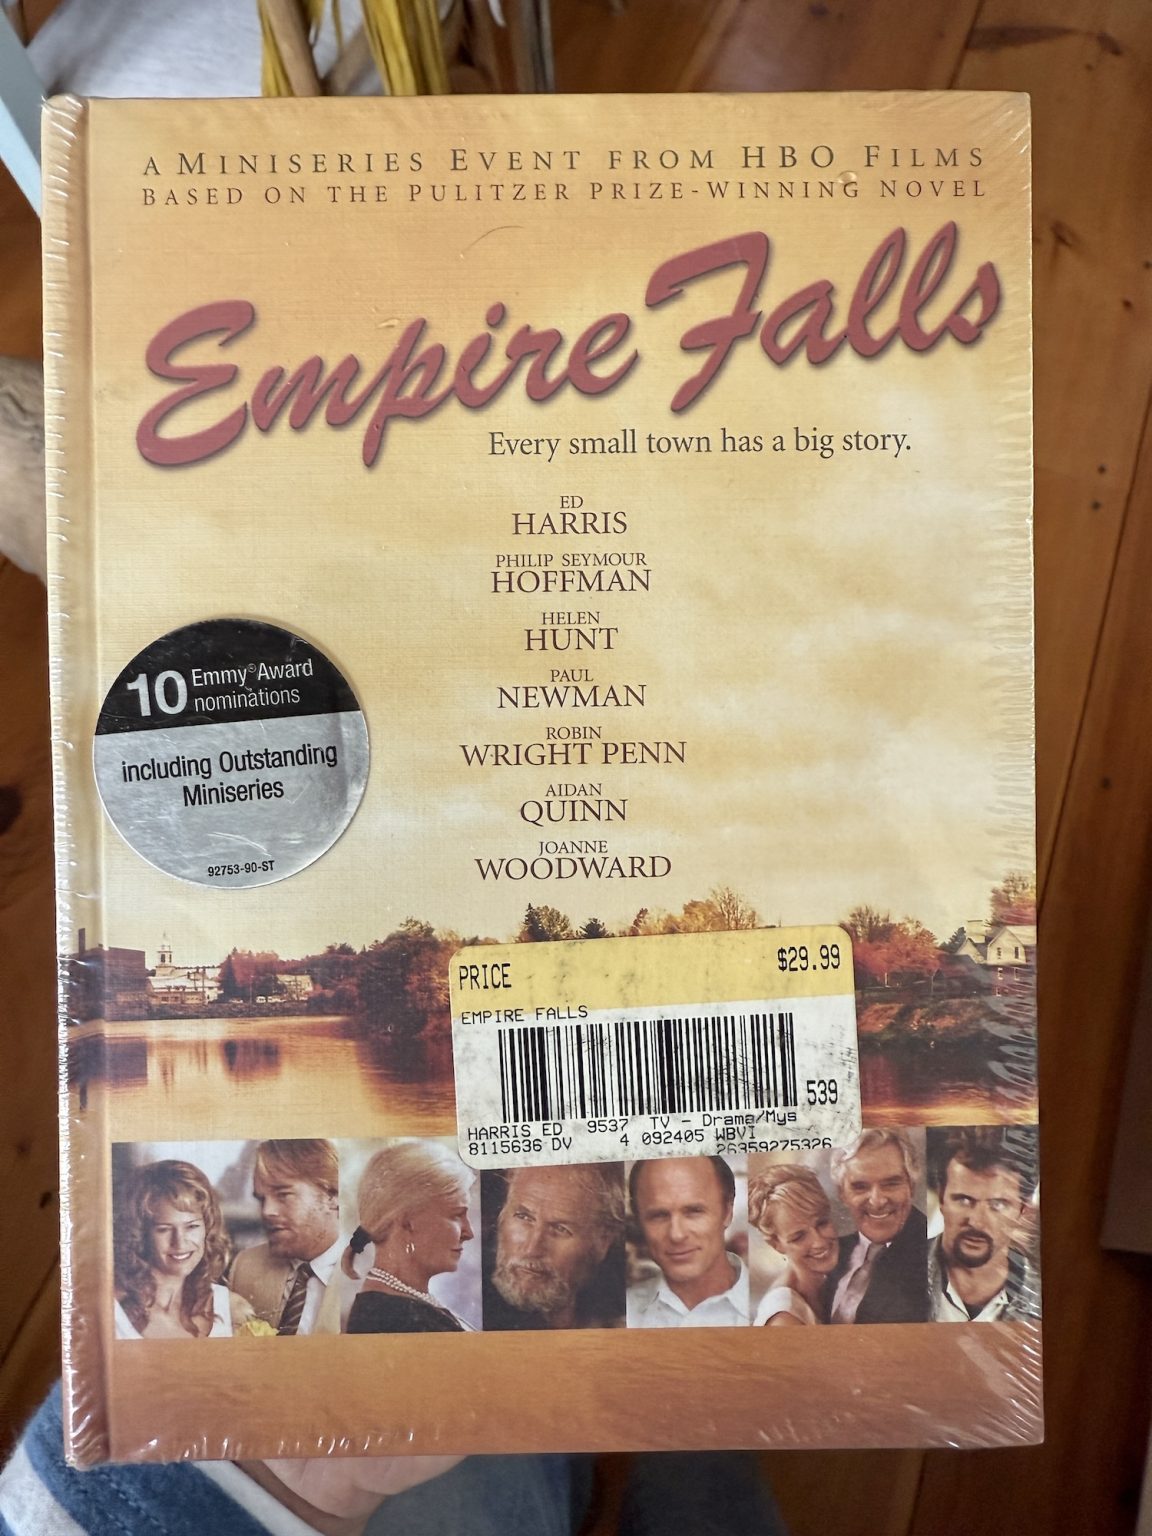 A MINISERIES EVENT FROM HBO FILMS
BASED ON THE PULITZER PRIZE-WINNING NOVEL
Empire Falls
Every small town has a big story.
ED
HARRIS
PHILIP SEYMOUR
HOFFMAN
HELEN
HUNT
PAUL
NEWMAN
ROBIN
WRIGHT PENN
AIDAN
QUINN
JOANNE
WOODWARD
10 Emmy® Award
nominations
including Outstanding
Miniseries
92753-90-ST
PRICE $29.99
EMPIRE FALLS
539
HARRIS ED 9537 TV - Drama/Mys
8115636 DV 4 092405 WBVI
26359275326